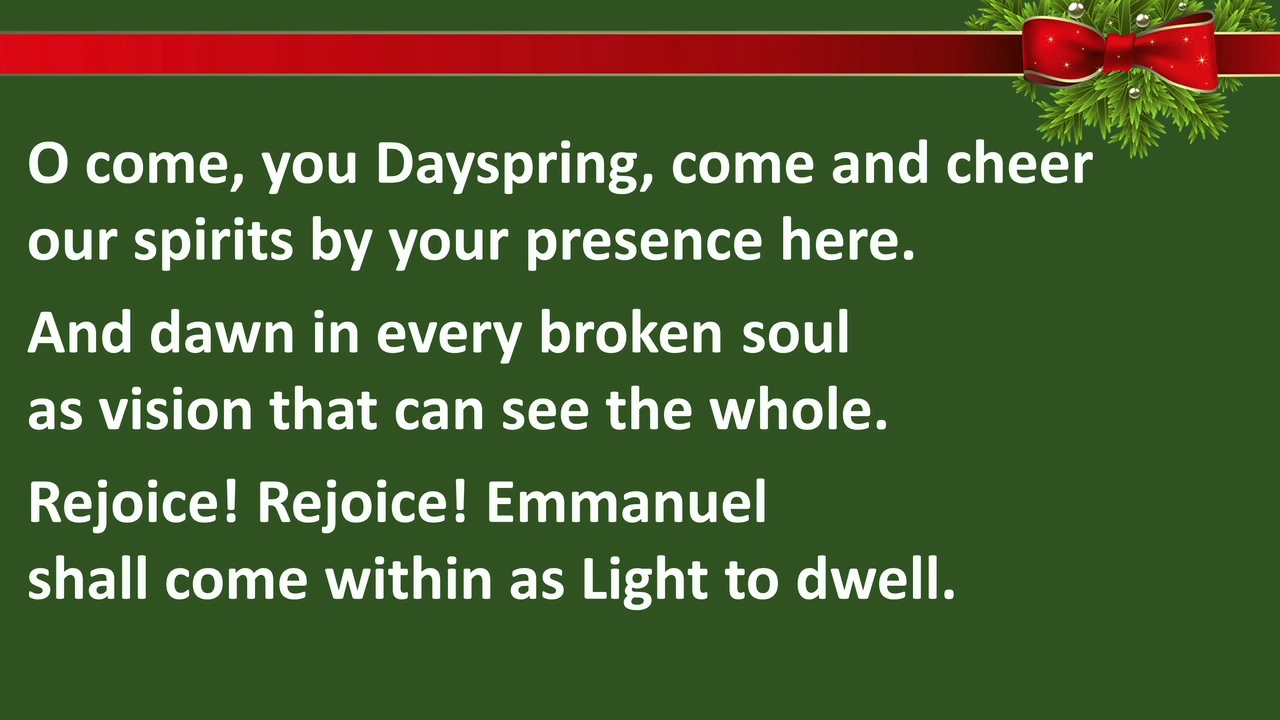 O come, you Dayspring, come and cheer
our spirits by your presence here.
And dawn in every broken soul
as vision that can see the whole.
Rejoice! Rejoice! Emmanuel
shall come within as Light to dwell.